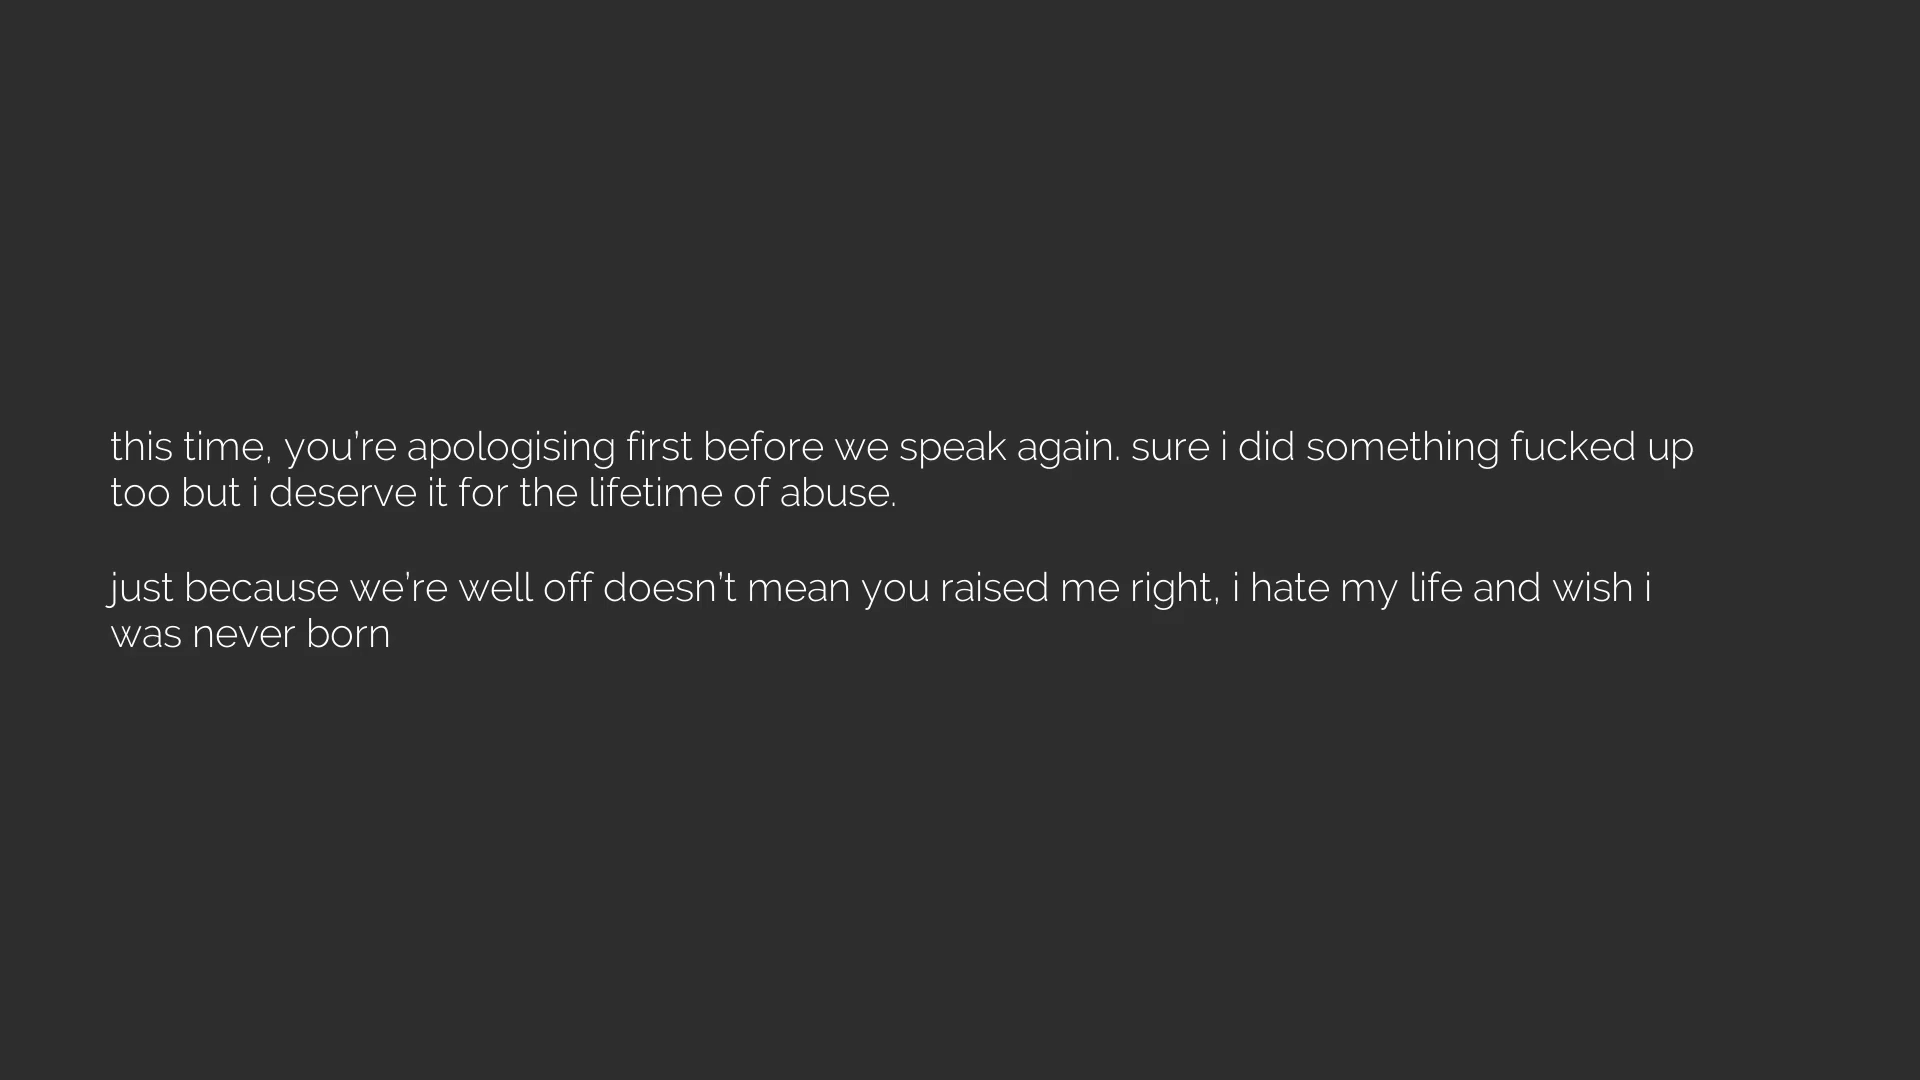 this time, you're apologising first before we speak again. sure i did something fucked up
too but i deserve it for the lifetime of abuse.
just because we're well off doesn't mean you raised me right, i hate my life and wish i
was never born